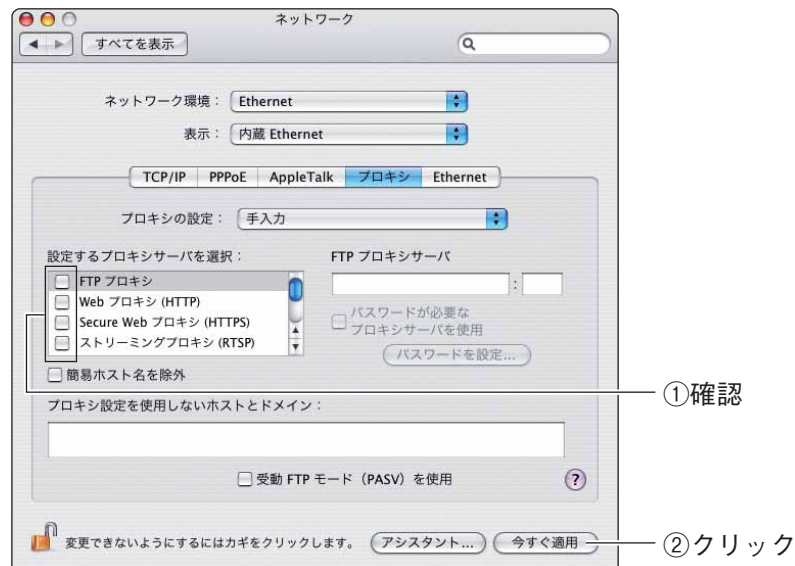 ネットワーク
すべてを表示
ネットワーク環境： Ethernet
表示： 内蔵 Ethernet
TCP/IP PPPoE AppleTalk プロキシ Ethernet
プロキシの設定： 手入力
設定するプロキシサーバを選択： FTP プロキシサーバ
FTP プロキシ :
Web プロキシ (HTTP)
Secure Web プロキシ (HTTPS)
ストリーミングプロキシ (RTSP)
パスワードが必要な
プロキシサーバを使用
パスワードを設定...
簡易ホスト名を除外
①確認
プロキシ設定を使用しないホストとドメイン：
受動 FTP モード（PASV）を使用 ?
変更できないようにするにはカギをクリックします。 アシスタント... 今すぐ適用
②クリック